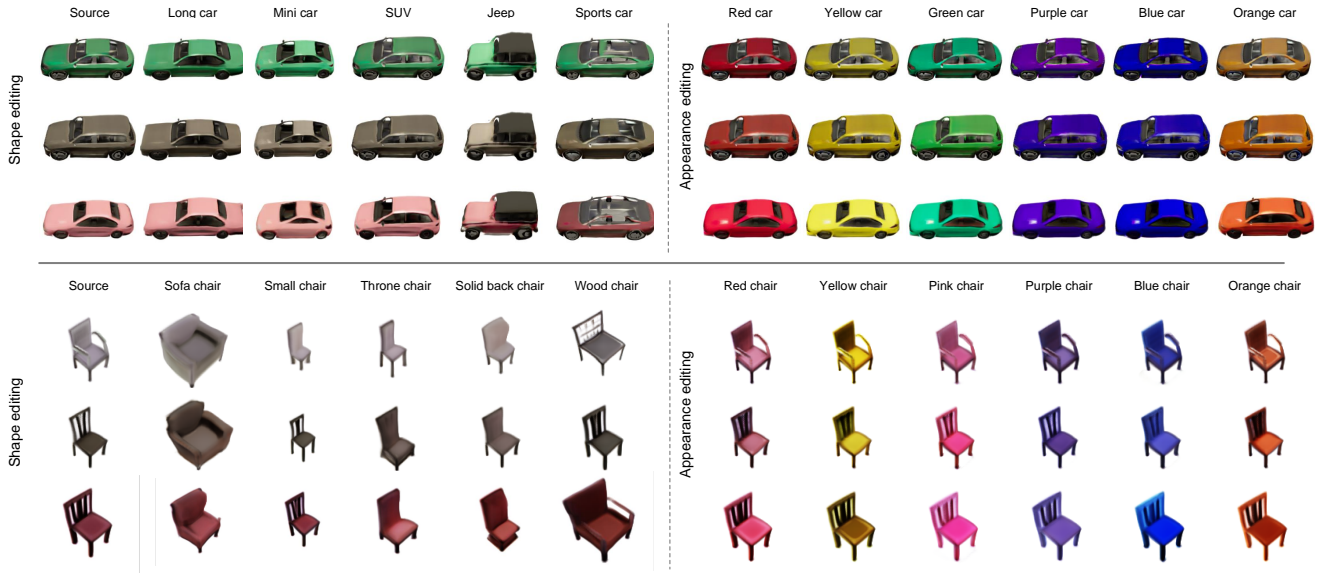 Source Long car Mini car SUV Jeep Sports car
Shape editing
Red car Yellow car Green car Purple car Blue car Orange car
Appearance editing
Source Sofa chair Small chair Throne chair Solid back chair Wood chair
Shape editing
Red chair Yellow chair Pink chair Purple chair Blue chair Orange chair
Appearance editing